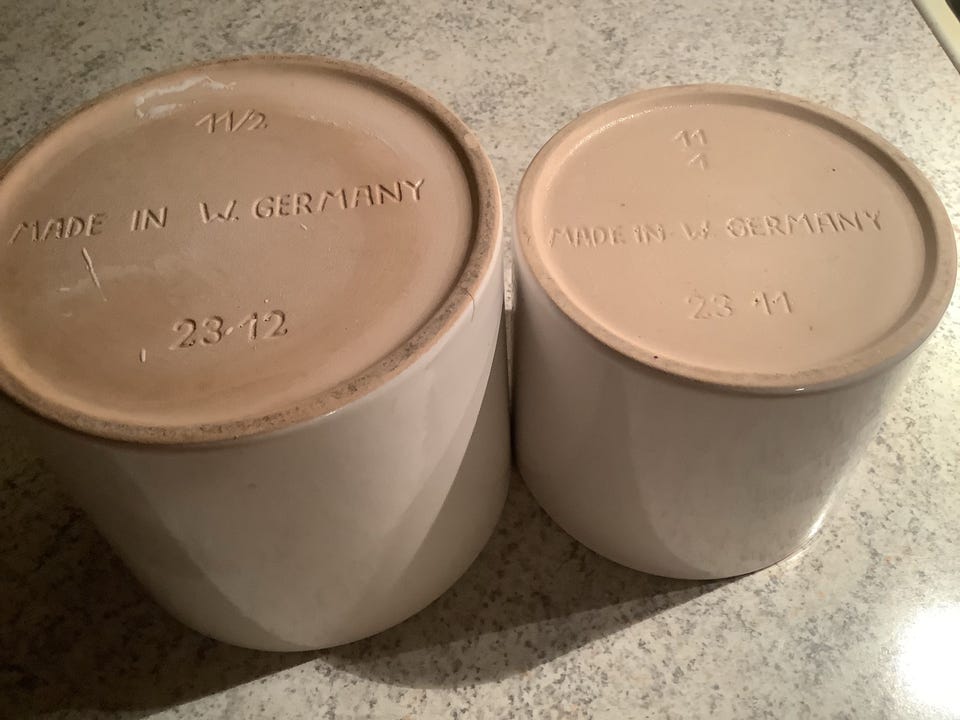 11/2
MADE IN W. GERMANY
23-12
11
1
MADE IN W. GERMANY
23 11